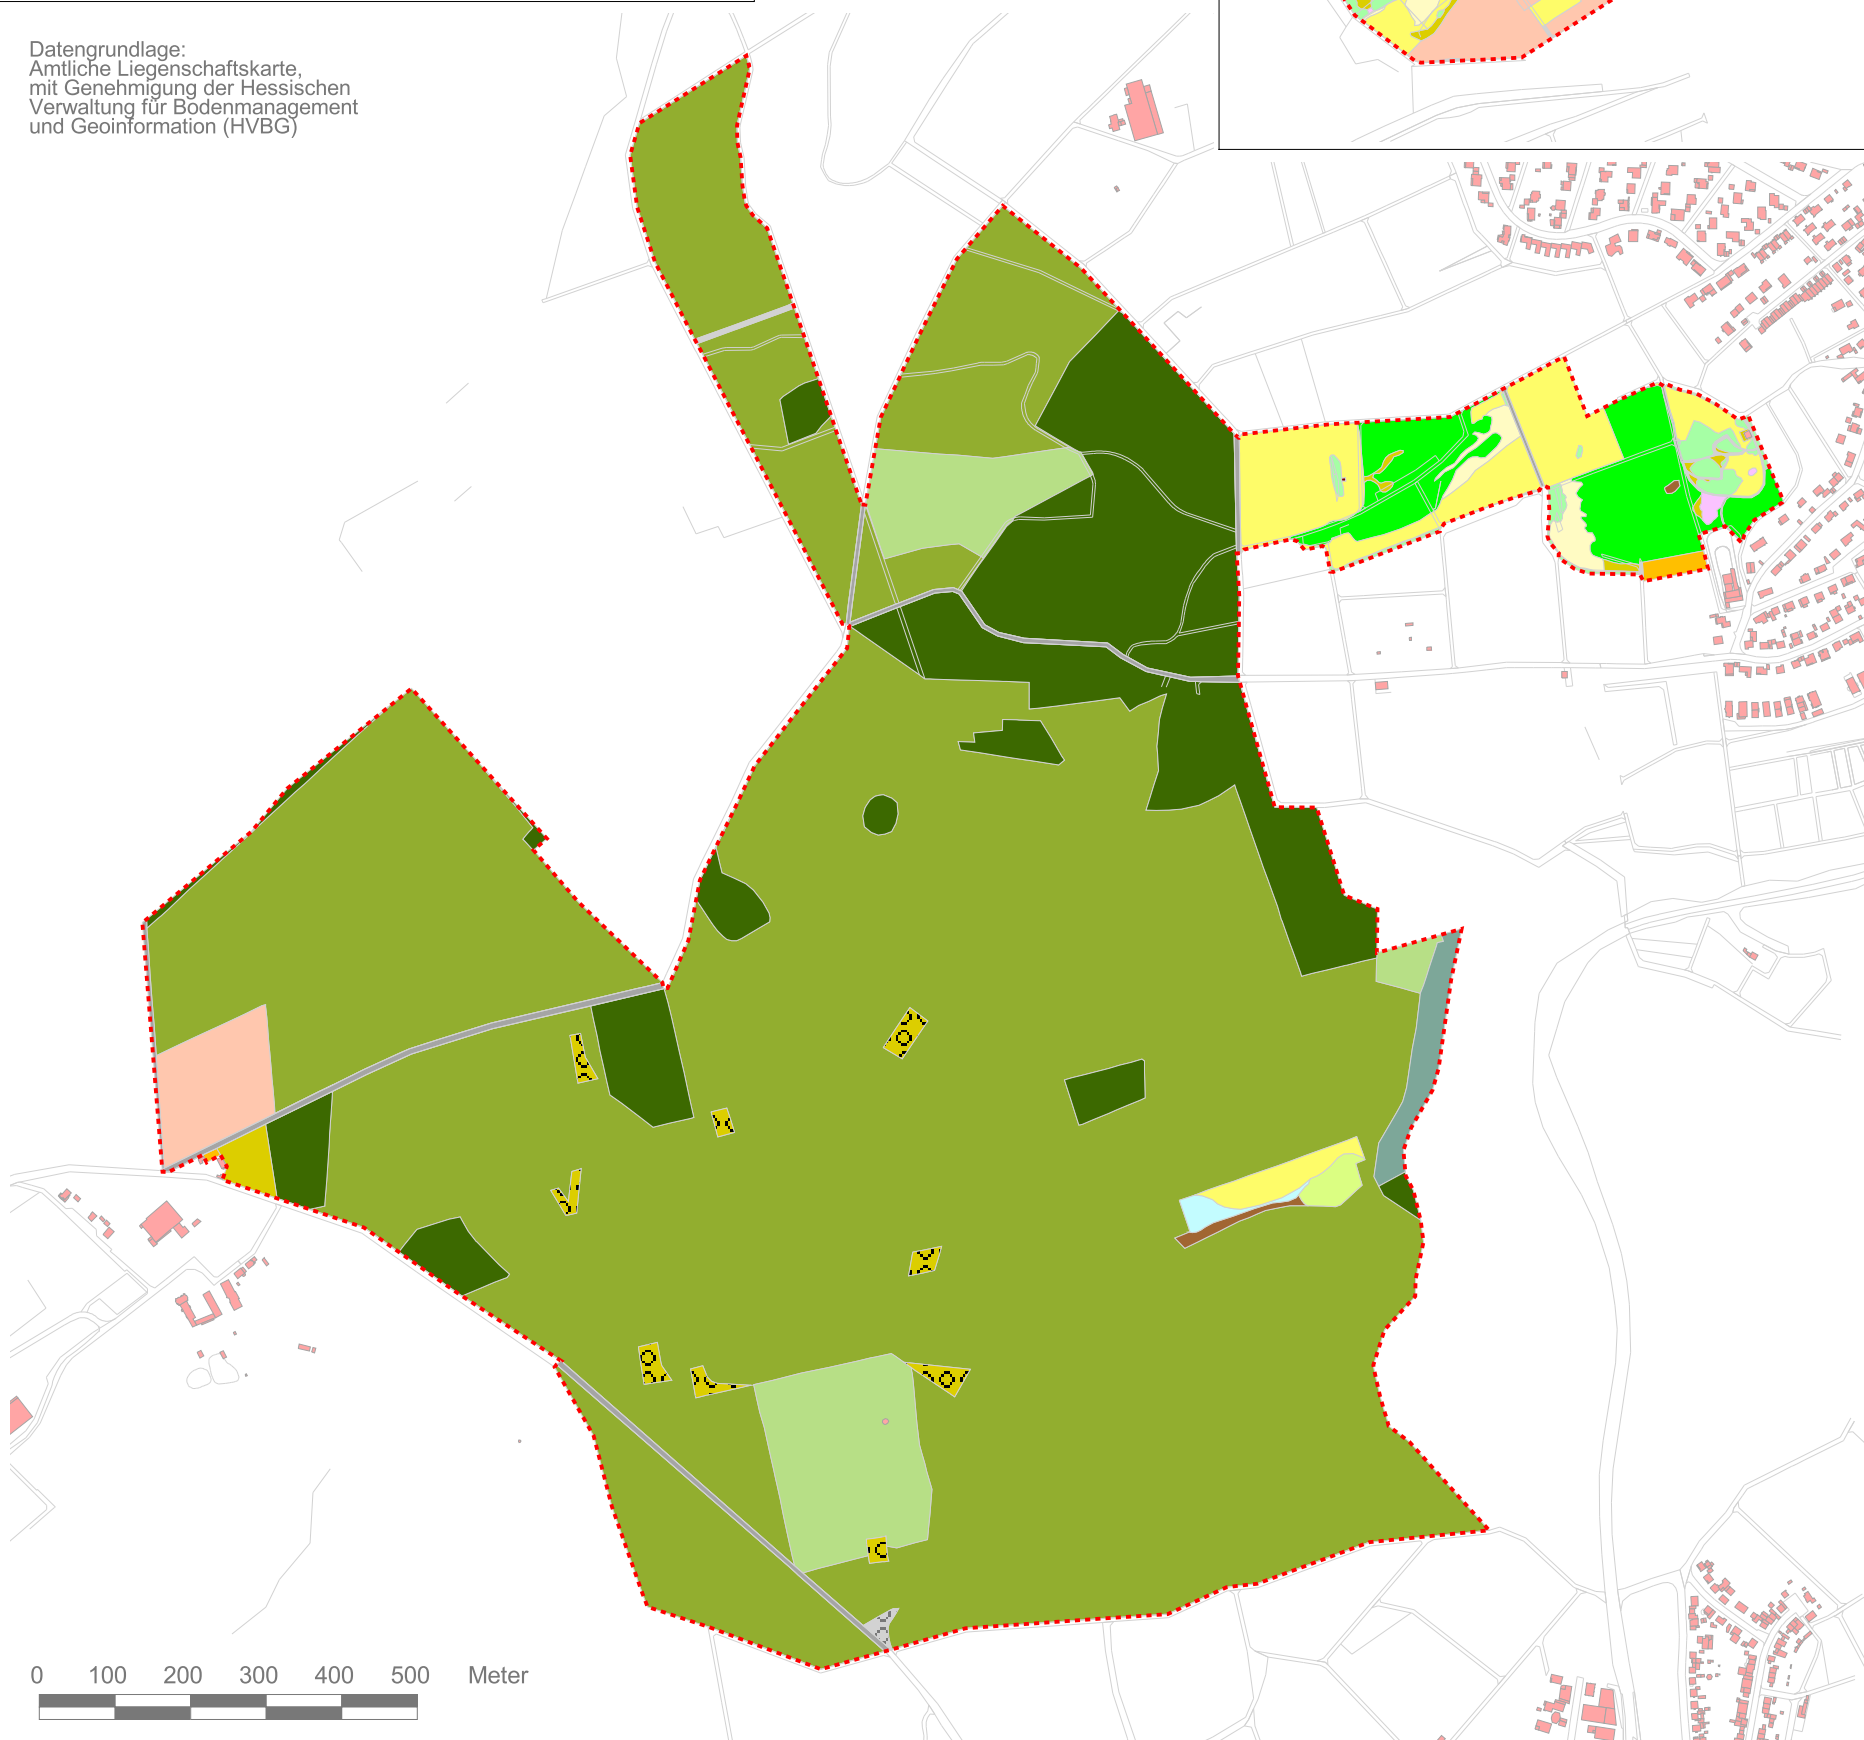 Datengrundlage:
Amtliche Liegenschaftskarte,
mit Genehmigung der Hessischen
Verwaltung für Bodenmanagement
und Geoinformation (HVBG)
0 100 200 300 400 500 Meter